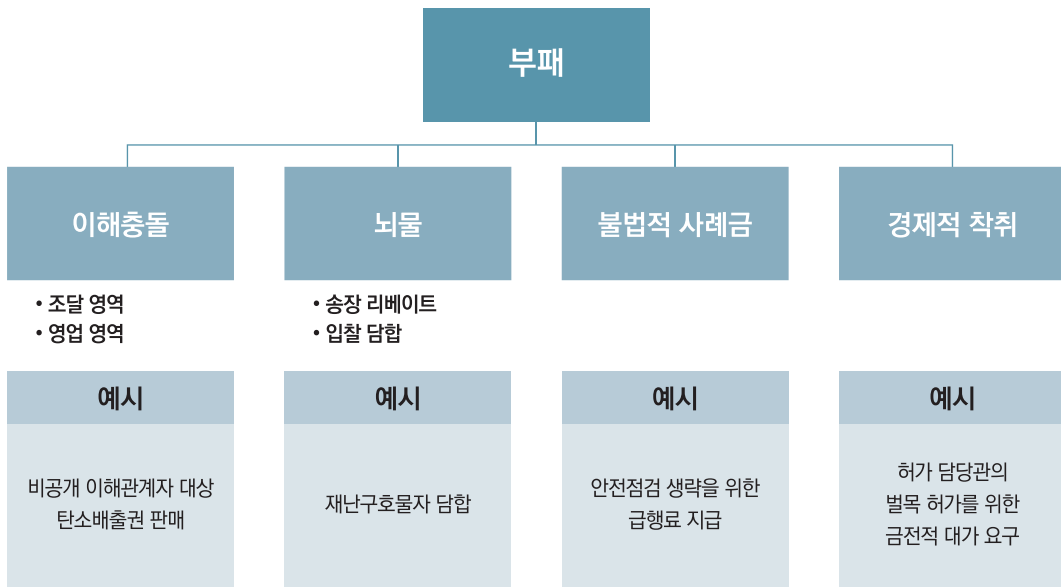 부패
이해충돌
뇌물
불법적 사례금
경제적 착취
• 조달 영역
• 영업 영역
• 송장 리베이트
• 입찰 담합
예시
비공개 이해관계자 대상
탄소배출권 판매
예시
재난구호물자 담합
예시
안전점검 생략을 위한
급행료 지급
예시
허가 담당관의
벌목 허가를 위한
금전적 대가 요구